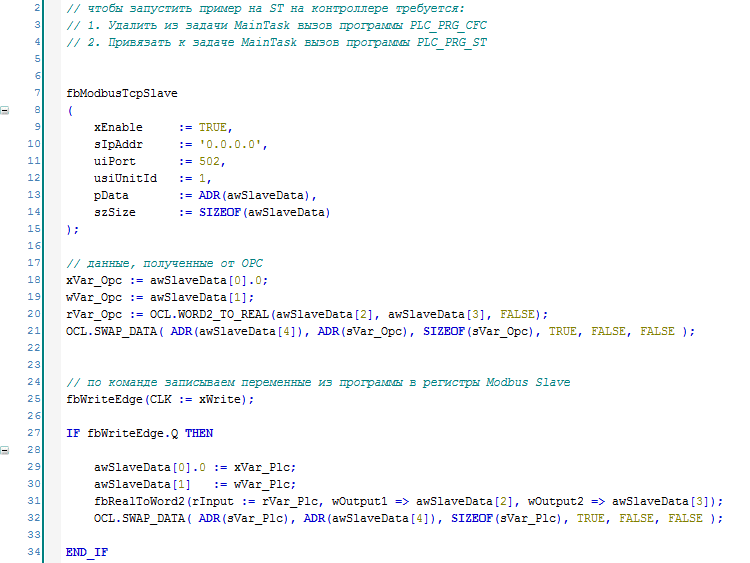 2 // чтобы запустить пример на ST на контроллере требуется:
3 // 1. Удалить из задачи MainTask вызов программы PLC_PRG_CFC
4 // 2. Привязать к задаче MainTask вызов программы PLC_PRG_ST
5
6
7 fbModbusTcpSlave
8 (
9     xEnable     := TRUE,
10     sIpAddr     := '0.0.0.0',
11     uiPort      := 502,
12     usiUnitId   := 1,
13     pData       := ADR(awSlaveData),
14     szSize      := SIZEOF(awSlaveData)
15 );
16
17 // данные, полученные от OPC
18 xVar_Opc := awSlaveData[0].0;
19 wVar_Opc := awSlaveData[1];
20 rVar_Opc := OCL.WORD2_TO_REAL(awSlaveData[2], awSlaveData[3], FALSE);
21 OCL.SWAP_DATA( ADR(awSlaveData[4]), ADR(sVar_Opc), SIZEOF(sVar_Opc), TRUE, FALSE, FALSE );
22
23
24 // по команде записываем переменные из программы в регистры Modbus Slave
25 fbWriteEdge(CLK := xWrite);
26
27 IF fbWriteEdge.Q THEN
28
29     awSlaveData[0].0 := xVar_Plc;
30     awSlaveData[1]   := wVar_Plc;
31     fbRealToWord2(rInput := rVar_Plc, wOutput1 => awSlaveData[2], wOutput2 => awSlaveData[3]);
32     OCL.SWAP_DATA( ADR(sVar_Plc), ADR(awSlaveData[4]), SIZEOF(sVar_Plc), TRUE, FALSE, FALSE );
33
34 END_IF